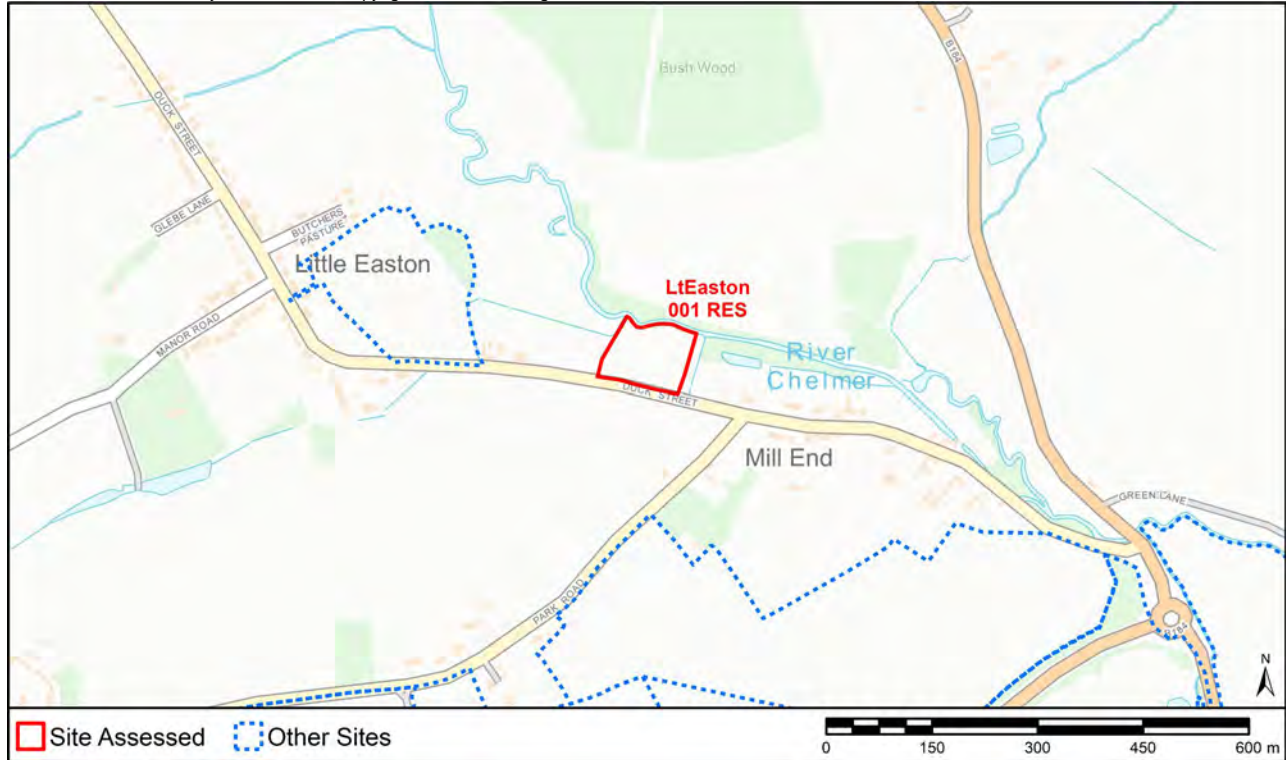 Bush Wood
B184
DUCK STREET
GLEBE LANE
BUTCHERS
PASTURE
Little Easton
MANOR ROAD
LtEaston
001 RES
River
Chelmer
DUCK STREET
Mill End
GREEN LANE
PARK ROAD
B184
N
Site Assessed
Other Sites
0 150 300 450 600 m